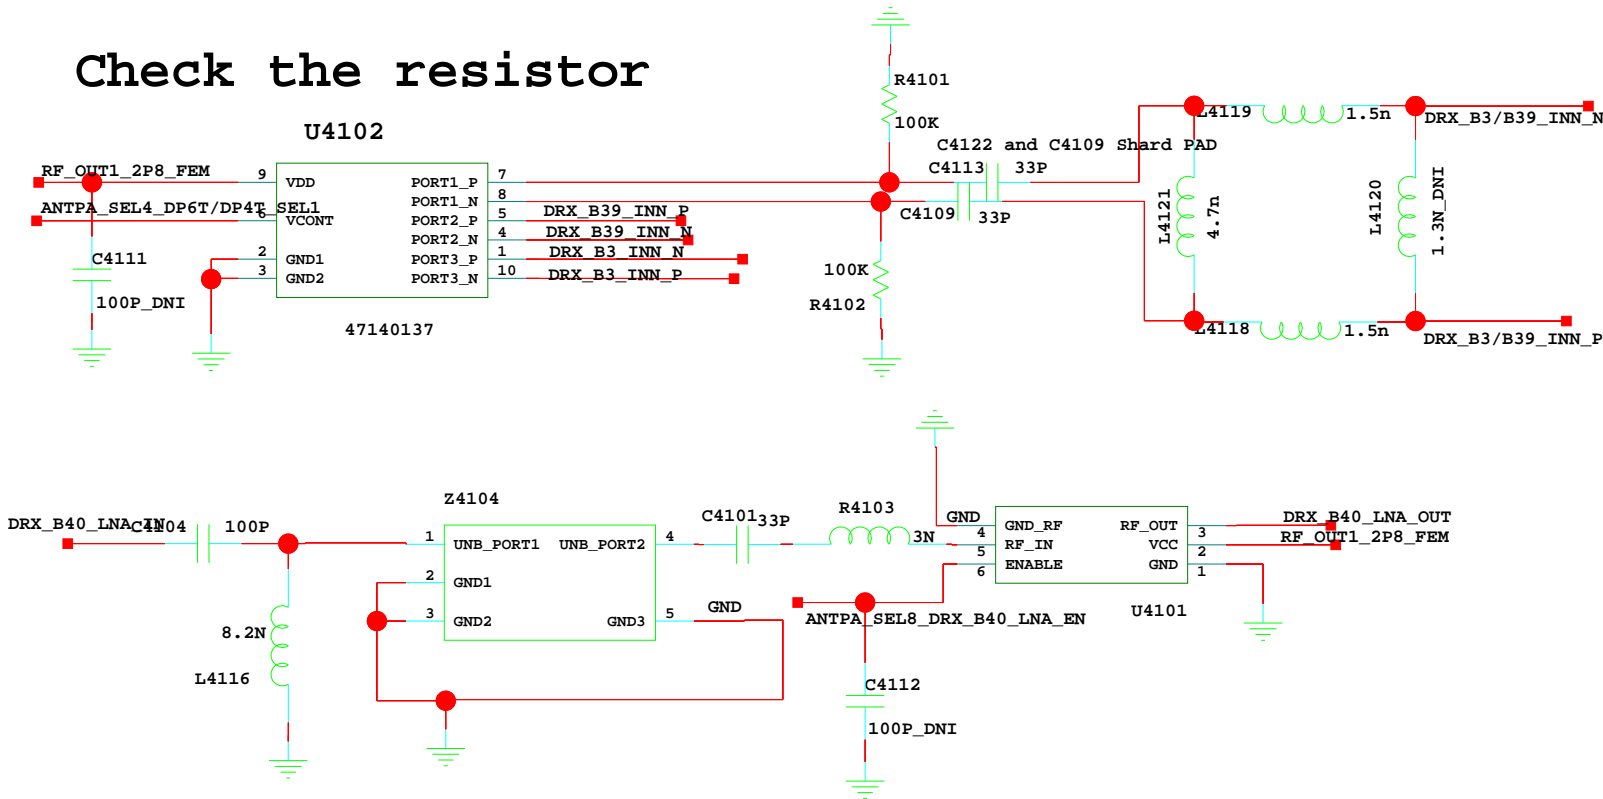 Check the resistor
U4102
RF_OUT1_2P8_FEM
9
VDD
ANTPA_SEL4_DP6T/DP4T_SEL1
6
VCONT
2
GND1
3
GND2
C4111
100P_DNI
PORT1_P
7
PORT1_N
8
PORT2_P
5
DRX_B39_INN_P
PORT2_N
4
DRX_B39_INN_N
PORT3_P
1
DRX_B3_INN_N
PORT3_N
10
DRX_B3_INN_P
47140137
R4101
100K
C4122 and C4109 Shard PAD
C4113
33P
C4109
33P
100K
R4102
L4119
1.5n
DRX_B3/B39_INN_N
L4121
4.7n
L4120
1.3N_DNI
L4118
1.5n
DRX_B3/B39_INN_P
DRX_B40_LNA_IN
C4104
100P
8.2N
L4116
Z4104
1
UNB_PORT1
UNB_PORT2
4
2
GND1
3
GND2
GND3
5
GND
C4101
33P
R4103
3N
GND
4
GND_RF
5
RF_IN
6
ENABLE
RF_OUT
3
VCC
2
GND
1
DRX_B40_LNA_OUT
RF_OUT1_2P8_FEM
U4101
ANTPA_SEL8_DRX_B40_LNA_EN
C4112
100P_DNI